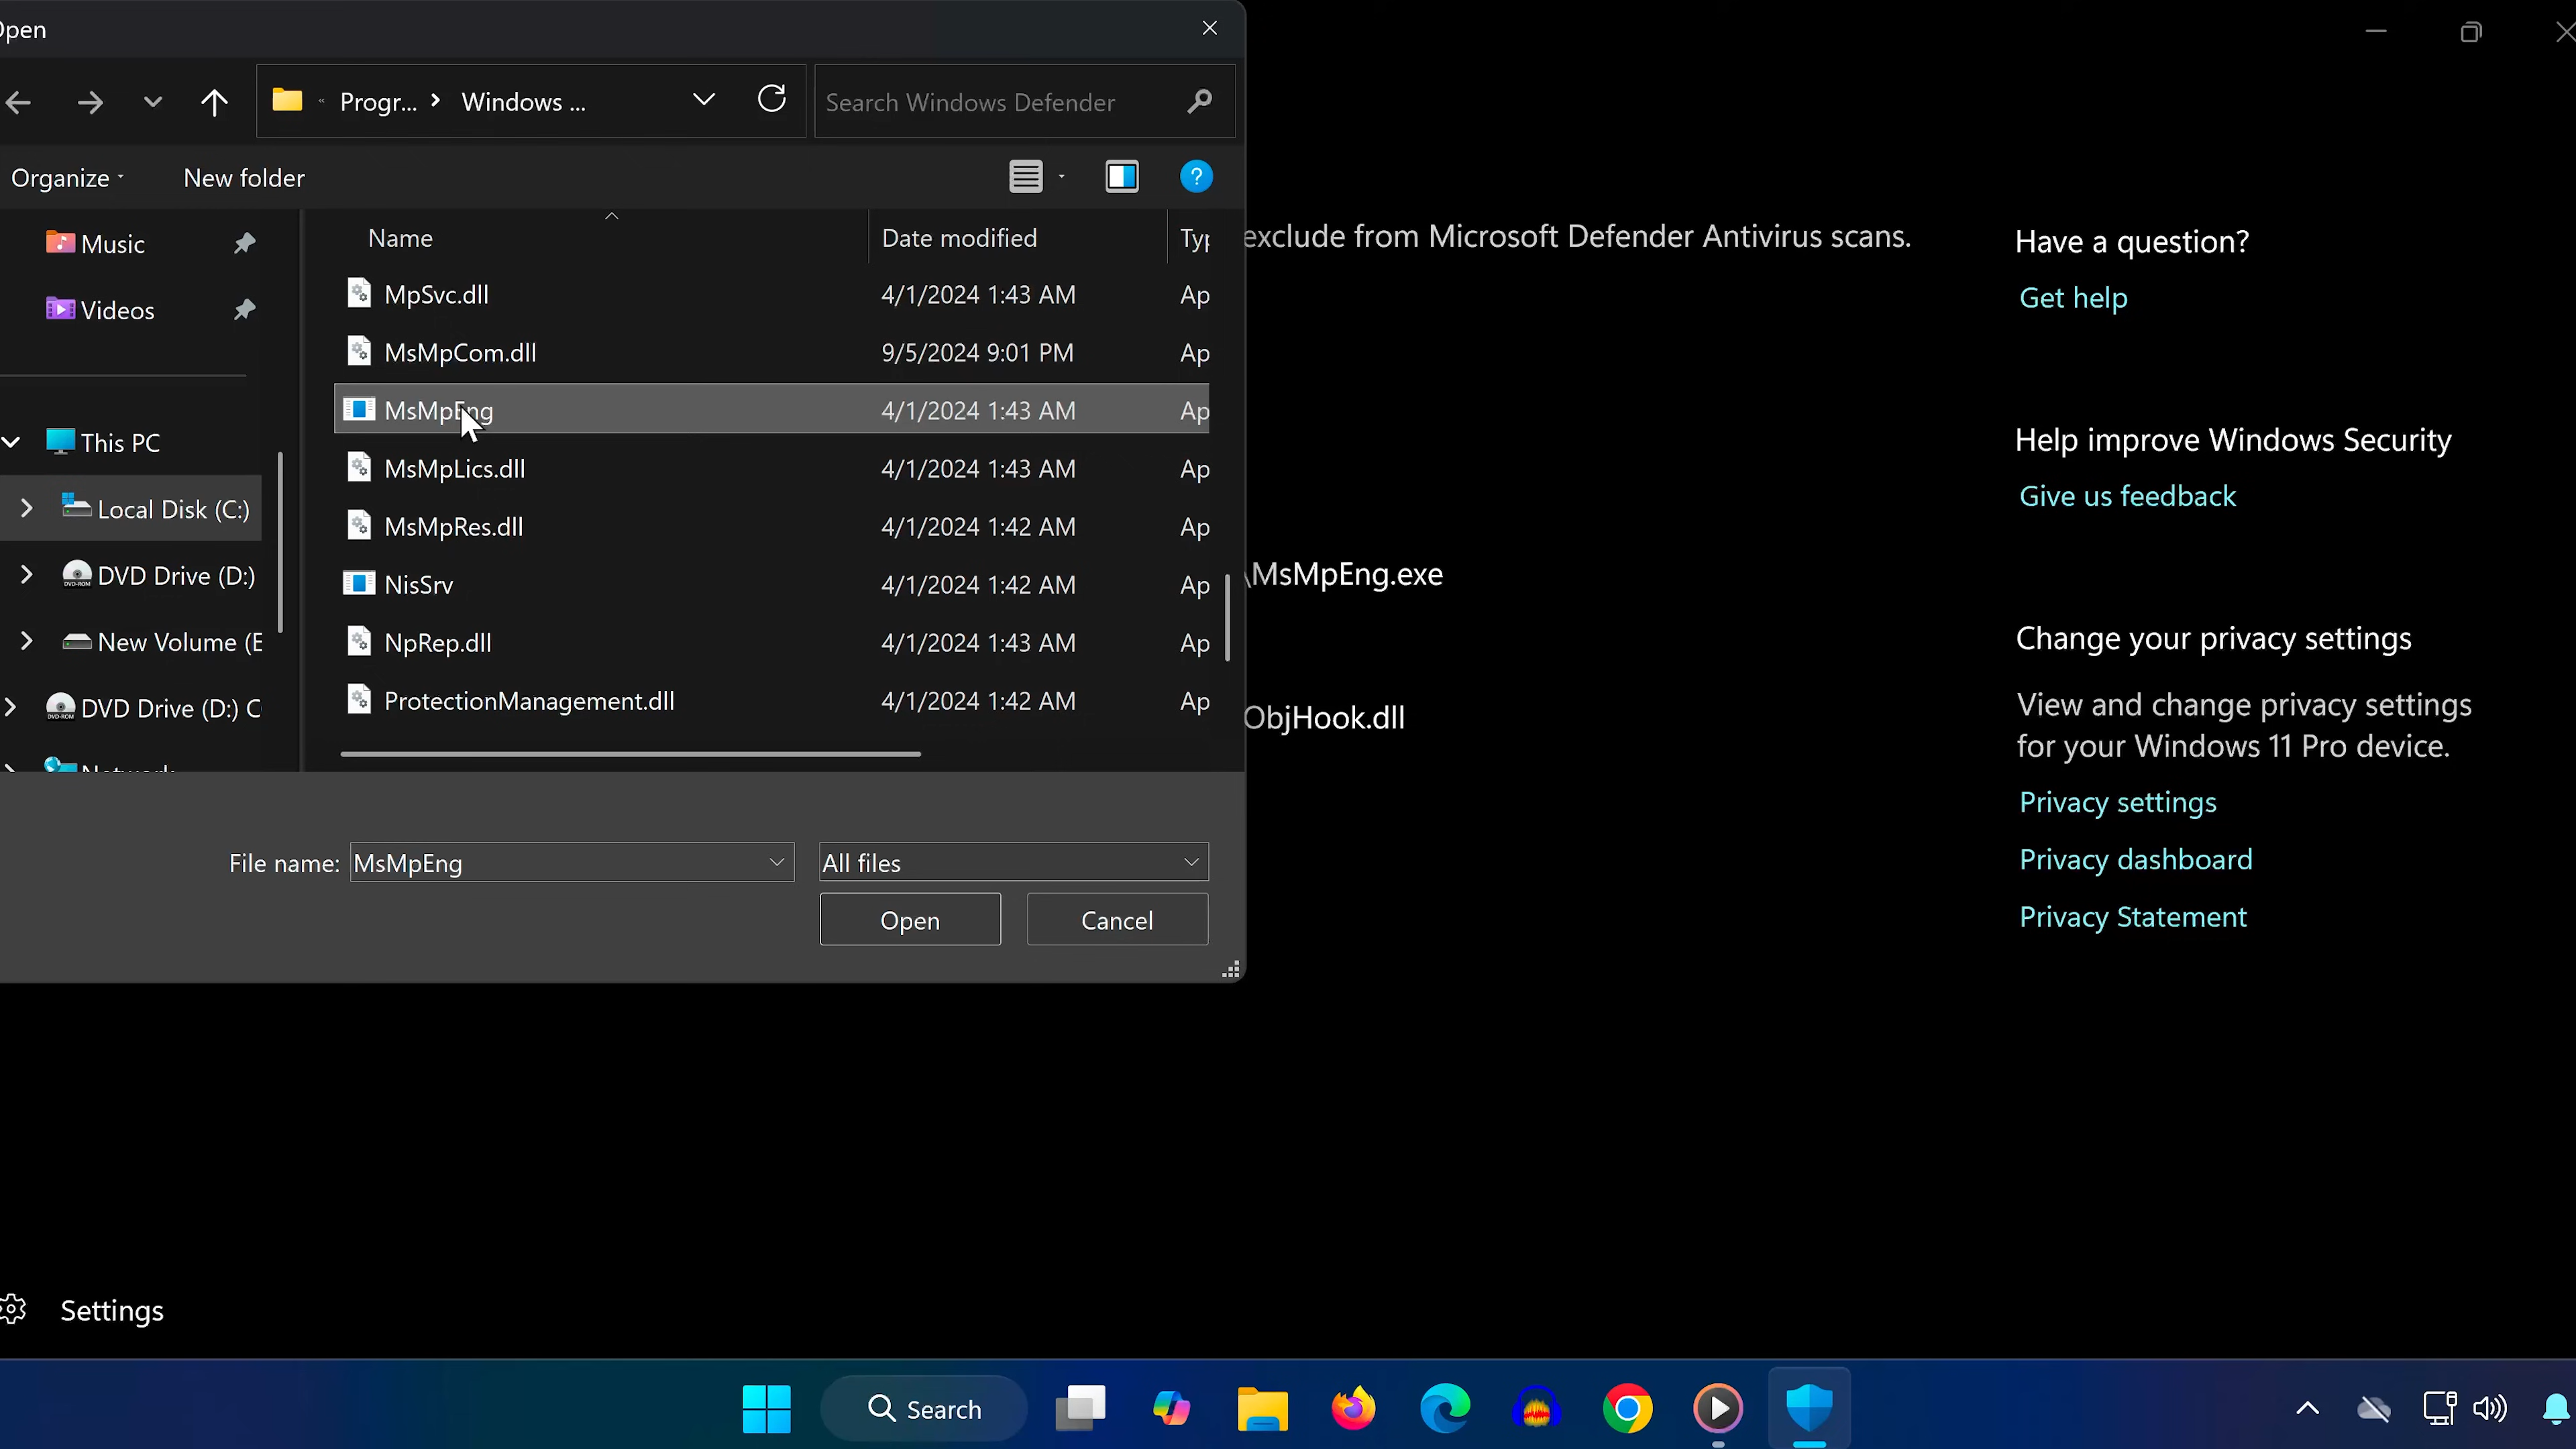 Open
Progr... Windows ...
Search Windows Defender
Organize New folder
Name Date modified
Music
Videos
This PC
Local Disk (C:)
DVD Drive (D:)
New Volume (E
DVD Drive (D:) C
MpSvc.dll 4/1/2024 1:43 AM Ap
MsMpCom.dll 9/5/2024 9:01 PM Ap
MsMpEng 4/1/2024 1:43 AM Ap
MsMpLics.dll 4/1/2024 1:43 AM Ap
MsMpRes.dll 4/1/2024 1:42 AM Ap
NisSrv 4/1/2024 1:42 AM Ap
NpRep.dll 4/1/2024 1:43 AM Ap
ProtectionManagement.dll 4/1/2024 1:42 AM Ap
File name: MsMpEng All files
Open Cancel
exclude from Microsoft Defender Antivirus scans.
\MsMpEng.exe
ObjHook.dll
Have a question?
Get help
Help improve Windows Security
Give us feedback
Change your privacy settings
View and change privacy settings
for your Windows 11 Pro device.
Privacy settings
Privacy dashboard
Privacy Statement
Settings
Search